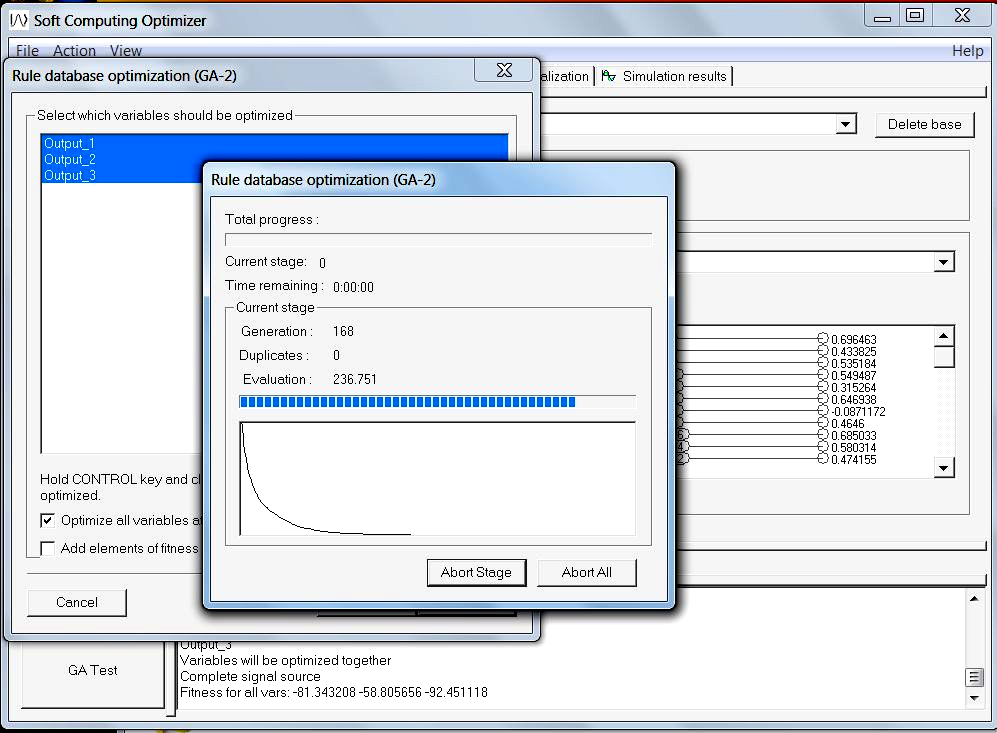 Soft Computing Optimizer
File Action View Help
Rule database optimization (GA-2)
Simulation results
Delete base
Select which variables should be optimized
Output_1
Output_2
Output_3
Rule database optimization (GA-2)
Total progress :
Current stage: 0
Time remaining : 0:00:00
Current stage
Generation : 168
Duplicates : 0
Evaluation : 236.751
Abort Stage
Abort All
0.696463
0.433825
0.535184
0.549487
0.315264
0.646938
-0.0871172
0.4646
0.685033
0.580314
0.474155
Hold CONTROL key and
optimized.
Optimize all variables
Add elements of fitness
Cancel
GA Test
Output_3
Variables will be optimized together
Complete signal source
Fitness for all vars: -81.343208 -58.805656 -92.451118